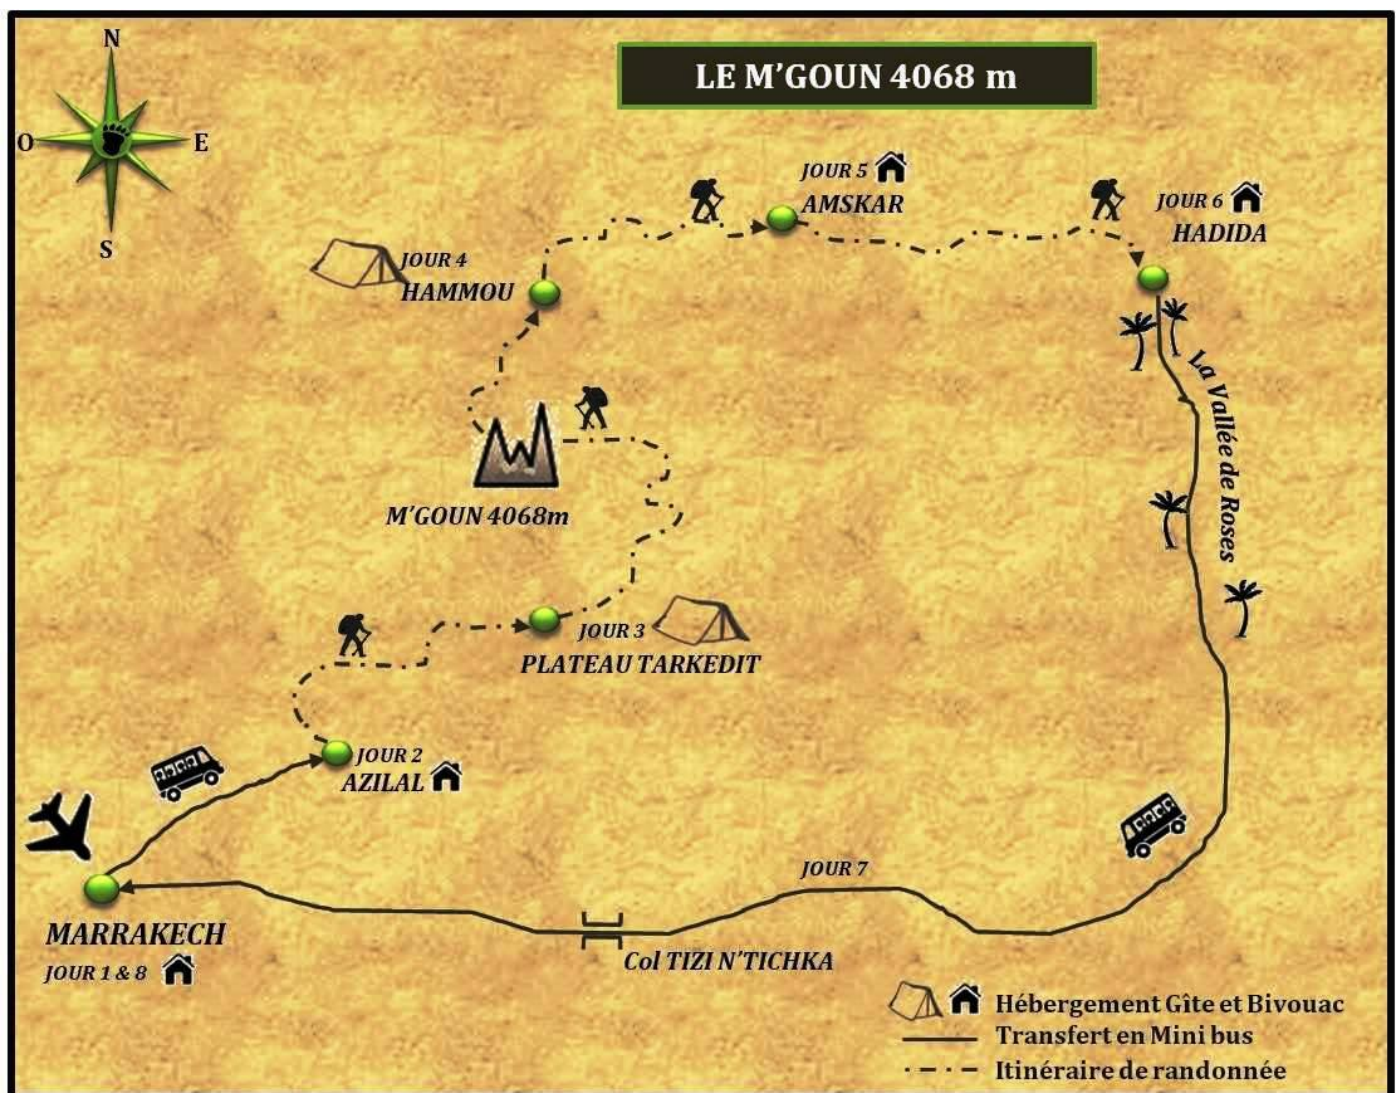 N
LE M'GOUN 4068 m
O
E
S
JOUR 5
AMSKAR
JOUR 6
HADIDA
JOUR 4
HAMMOU
La Vallée de Roses
M'GOUN 4068m
JOUR 3
PLATEAU TARKEDIT
JOUR 2
AZILAL
JOUR 7
MARRAKECH
JOUR 1 & 8
Col TIZI N'TICHKA
Hébergement Gîte et Bivouac
Transfert en Mini bus
Itinéraire de randonnée